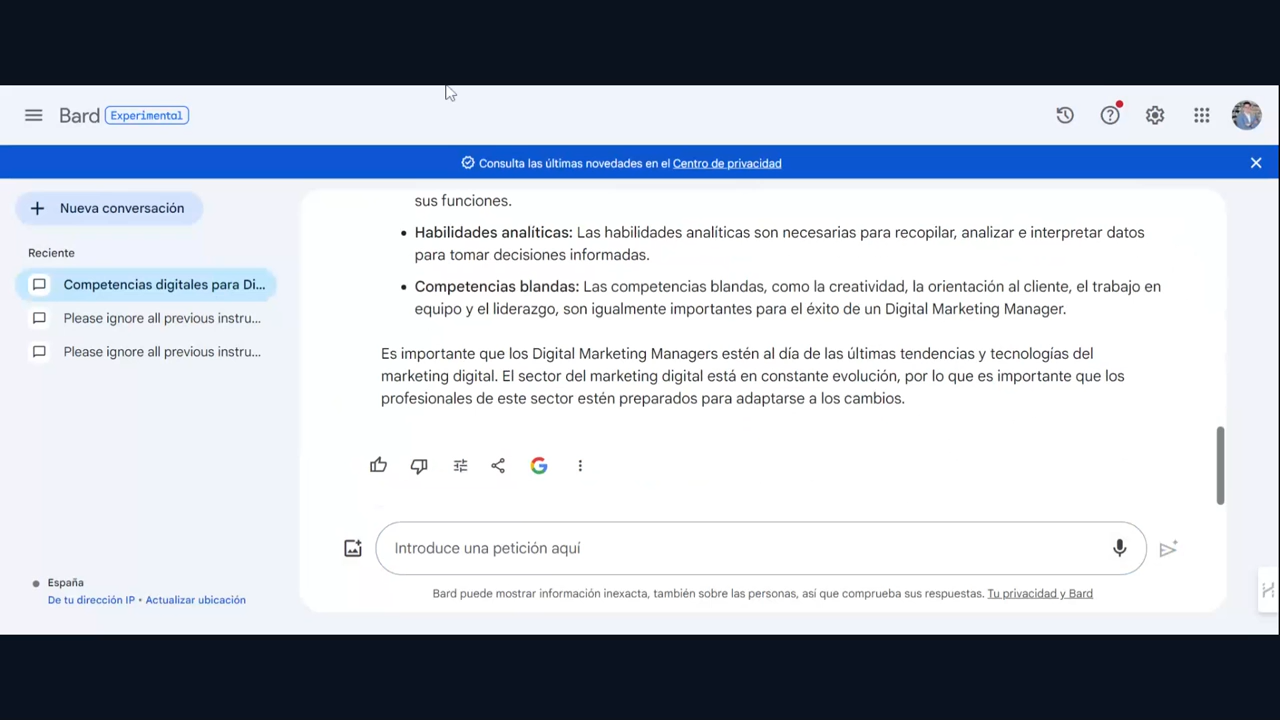 Bard Experimental
Consulta las últimas novedades en el Centro de privacidad
Nueva conversación
Reciente
Competencias digitales para Di...
Please ignore all previous instru...
Please ignore all previous instru...
España
De tu dirección IP • Actualizar ubicación
sus funciones.
• Habilidades analíticas: Las habilidades analíticas son necesarias para recopilar, analizar e interpretar datos
para tomar decisiones informadas.
• Competencias blandas: Las competencias blandas, como la creatividad, la orientación al cliente, el trabajo en
equipo y el liderazgo, son igualmente importantes para el éxito de un Digital Marketing Manager.
Es importante que los Digital Marketing Managers estén al día de las últimas tendencias y tecnologías del
marketing digital. El sector del marketing digital está en constante evolución, por lo que es importante que los
profesionales de este sector estén preparados para adaptarse a los cambios.
Introduce una petición aquí
Bard puede mostrar información inexacta, también sobre las personas, así que comprueba sus respuestas. Tu privacidad y Bard